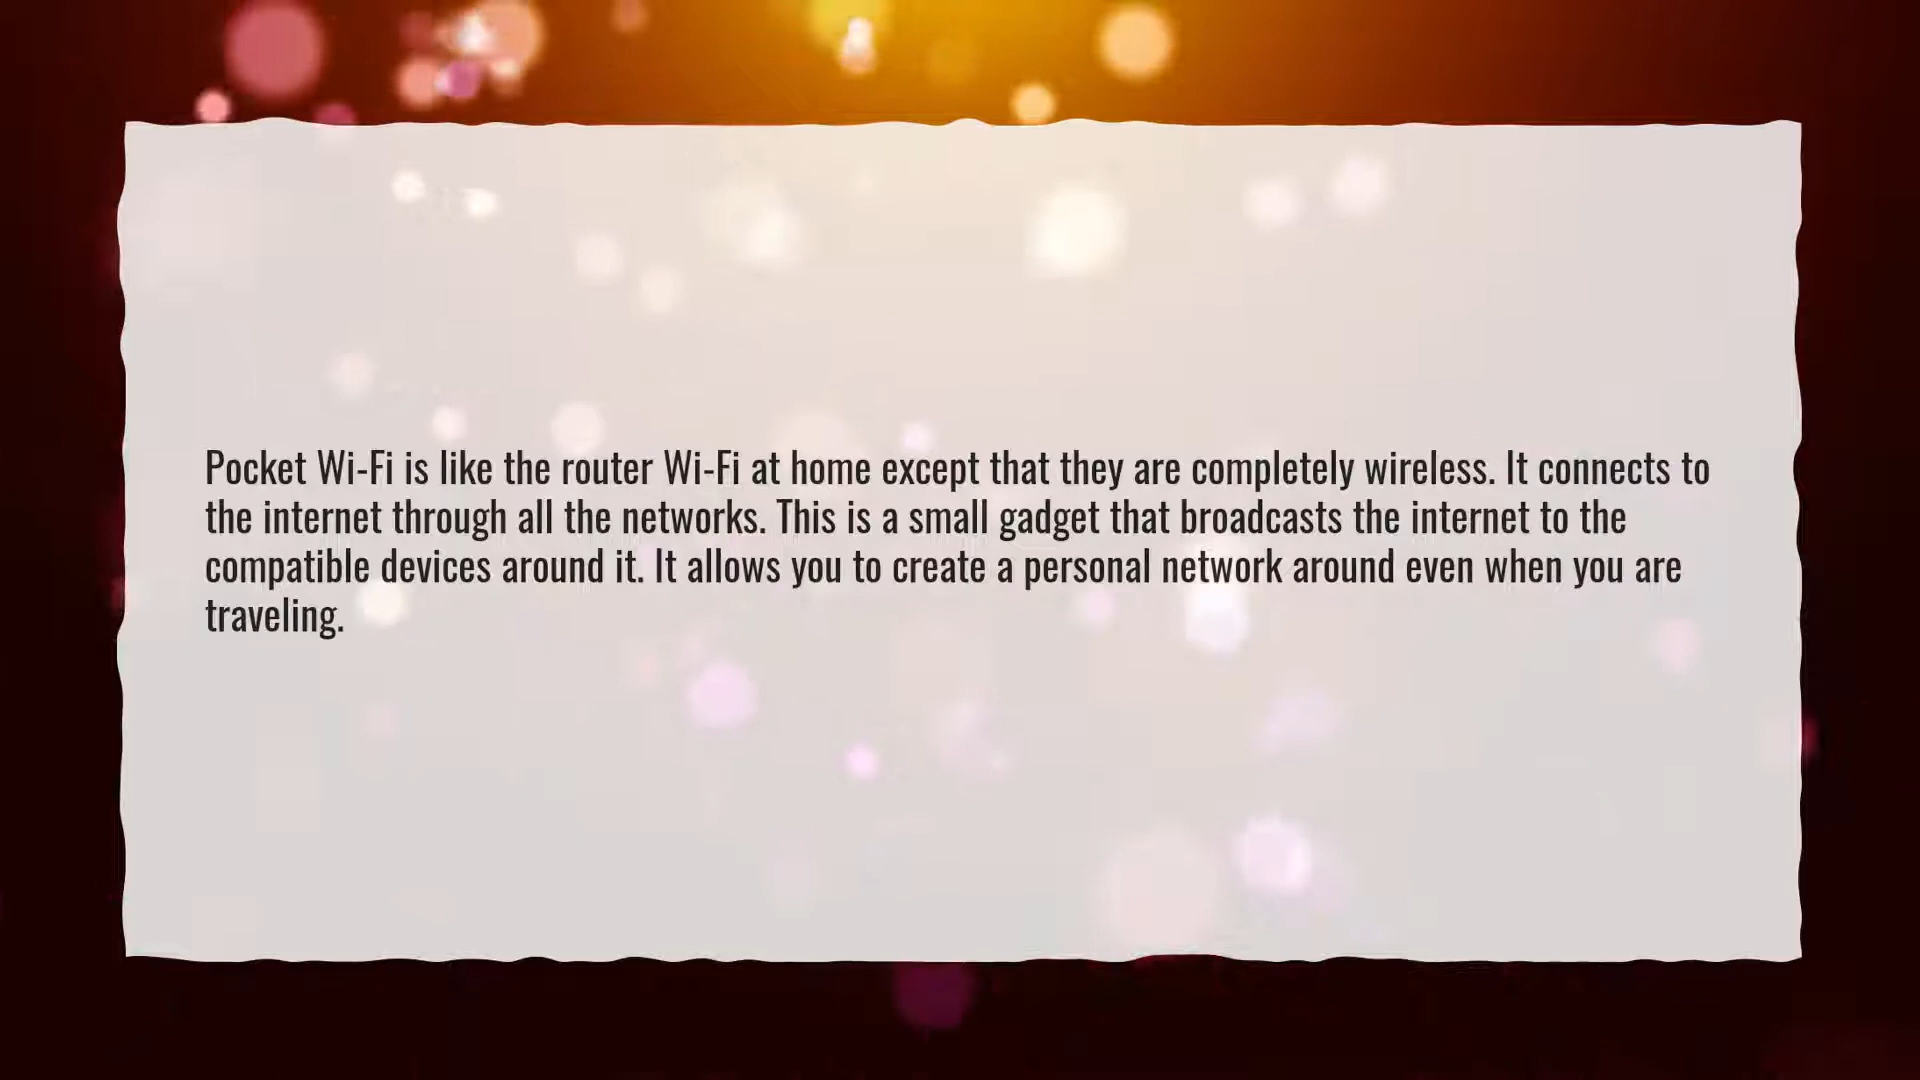 Pocket Wi-Fi is like the router Wi-Fi at home except that they are completely wireless. It connects to
the internet through all the networks. This is a small gadget that broadcasts the internet to the
compatible devices around it. It allows you to create a personal network around even when you are
traveling.